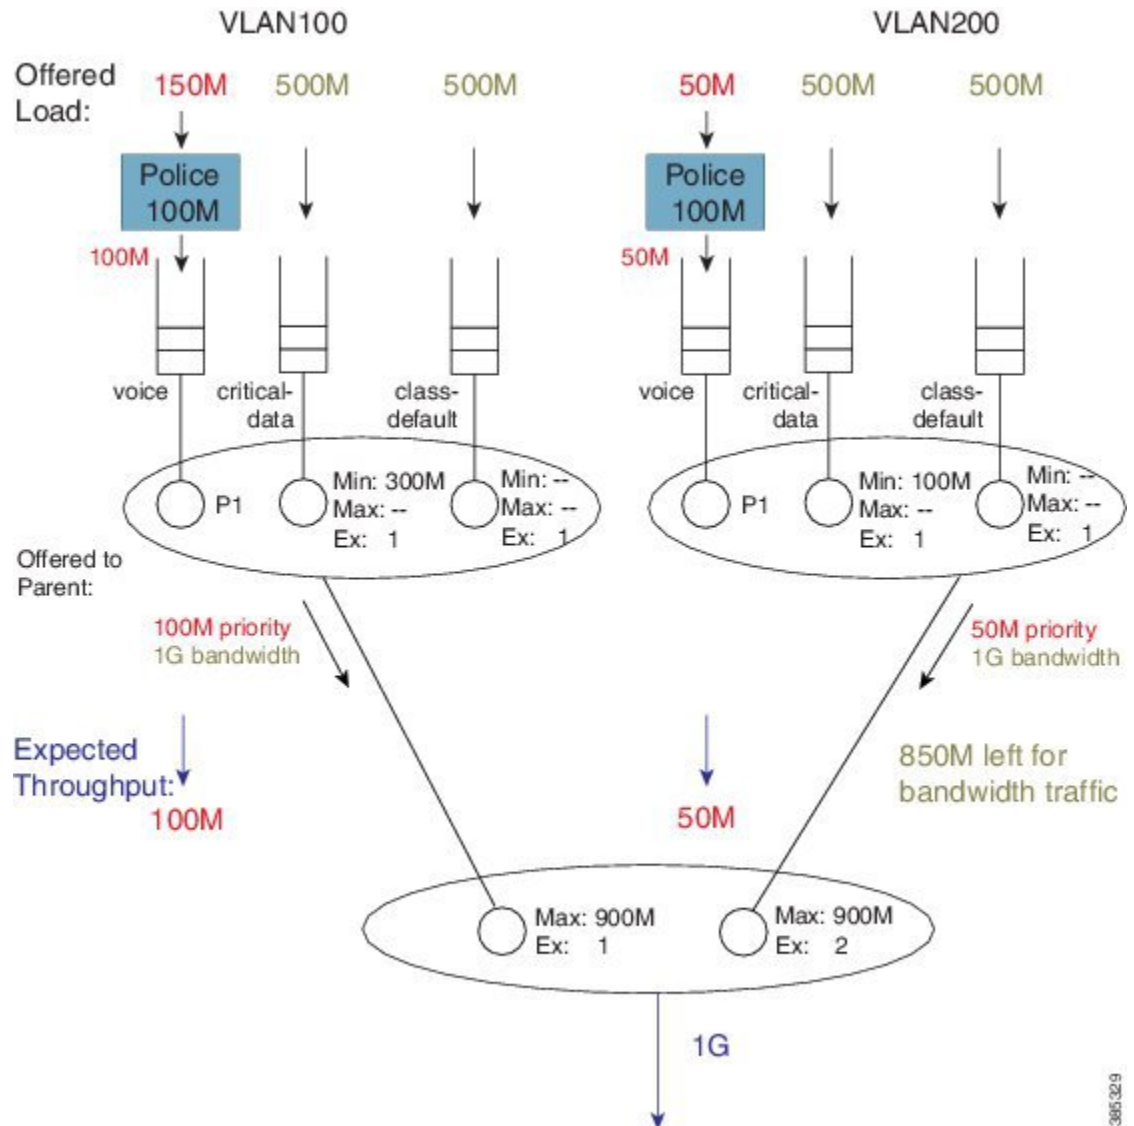 VLAN100
VLAN200
Offered
Load:
150M
500M
500M
50M
500M
500M
Police
100M
Police
100M
100M
50M
voice
critical-
data
class-
default
voice
critical-
data
class-
default
P1
Min: 300M
Max: --
Ex: 1
Min: --
Max: --
Ex: 1
P1
Min: 100M
Max: --
Ex: 1
Min: --
Max: --
Ex: 1
Offered to
Parent:
100M priority
1G bandwidth
50M priority
1G bandwidth
Expected
Throughput:
100M
50M
850M left for
bandwidth traffic
Max: 900M
Ex: 1
Max: 900M
Ex: 2
1G
385329